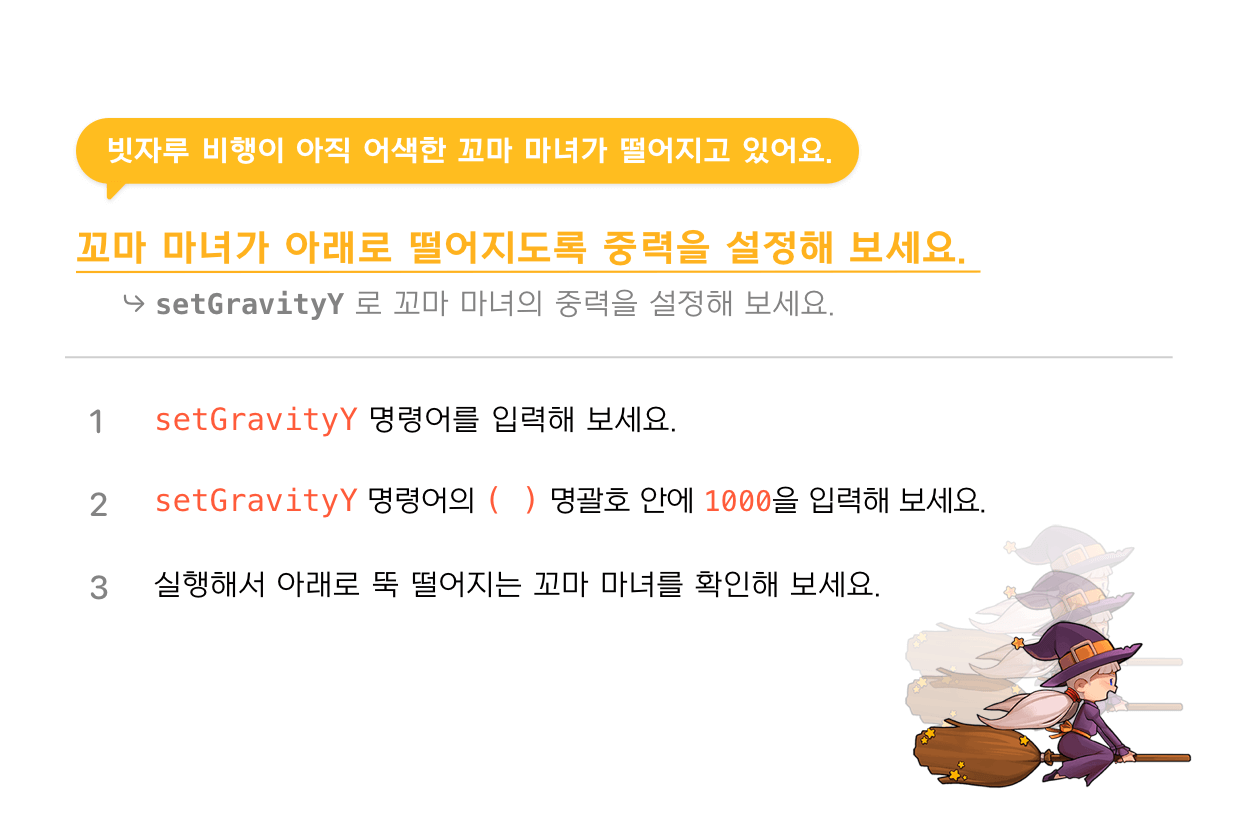 빗자루 비행이 아직 어색한 꼬마 마녀가 떨어지고 있어요.
꼬마 마녀가 아래로 떨어지도록 중력을 설정해 보세요.
↪ setGravityY 로 꼬마 마녀의 중력을 설정해 보세요.
1 setGravityY 명령어를 입력해 보세요.
2 setGravityY 명령어의 ( ) 명괄호 안에 1000을 입력해 보세요.
3 실행해서 아래로 뚝 떨어지는 꼬마 마녀를 확인해 보세요.